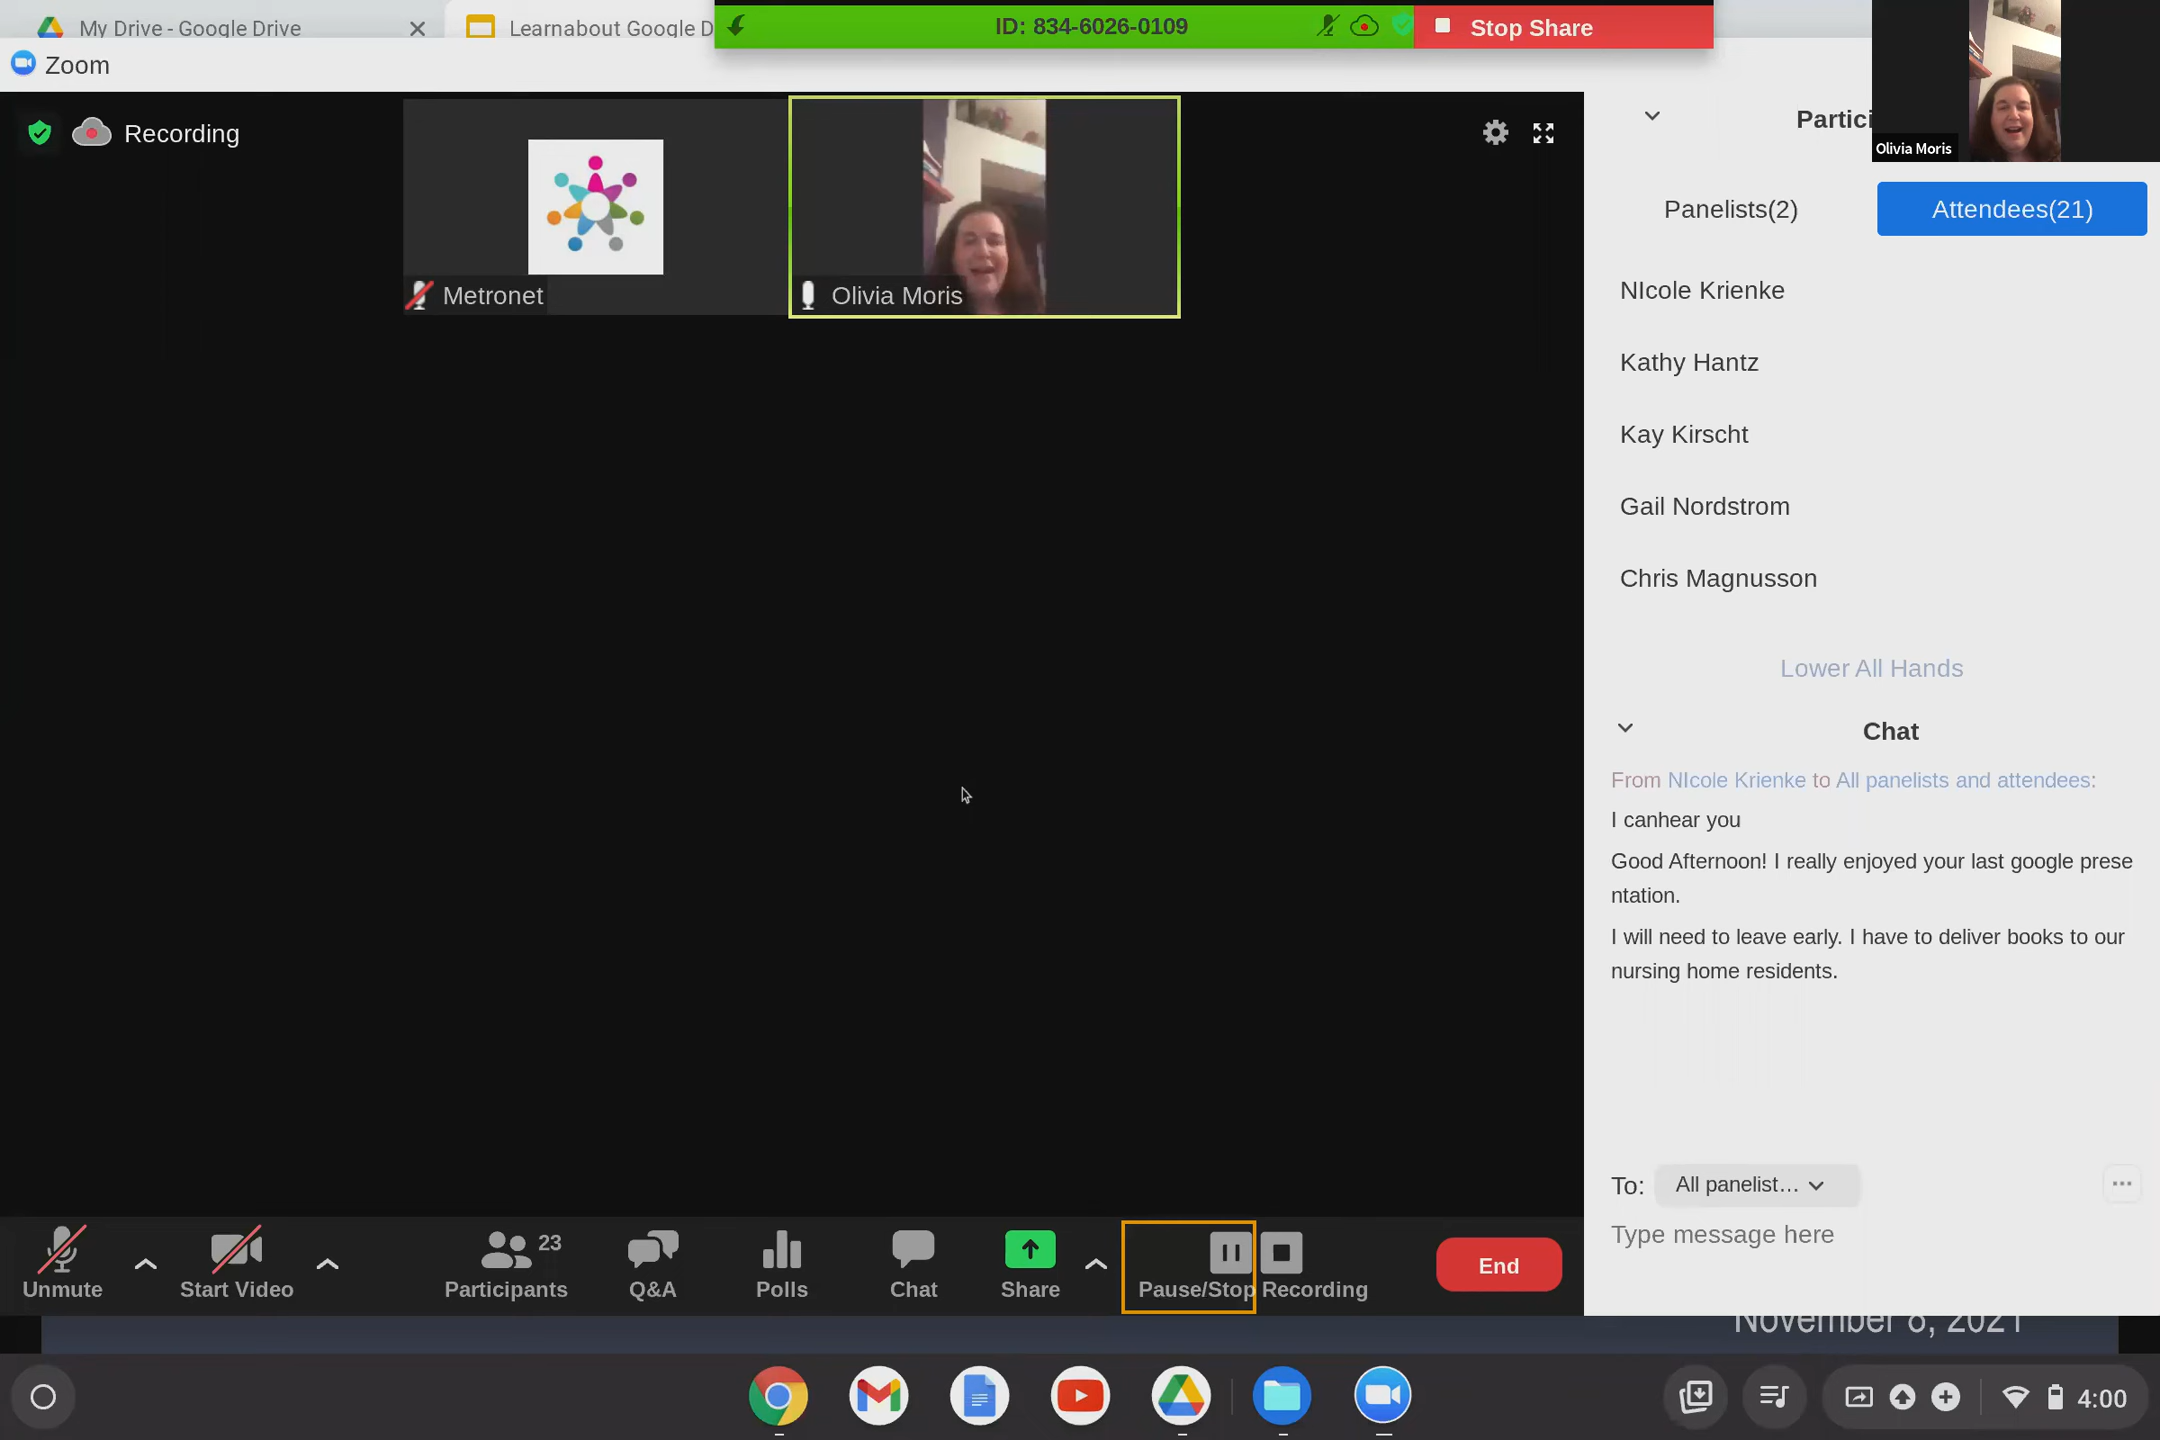 My Drive - Google Drive
Learnabout Google D
ID: 834-6026-0109
Stop Share
Zoom
Recording
Metronet
Olivia Moris
Partici
Olivia Moris
Panelists(2)
Attendees(21)
NIcole Krienke
Kathy Hantz
Kay Kirscht
Gail Nordstrom
Chris Magnusson
Lower All Hands
Chat
From NIcole Krienke to All panelists and attendees:
I canhear you
Good Afternoon! I really enjoyed your last google prese
ntation.
I will need to leave early. I have to deliver books to our
nursing home residents.
To: All panelist...
Type message here
Unmute
Start Video
23
Participants
Q&A
Polls
Chat
Share
Pause/Stop Recording
End
November 8, 2021
4:00